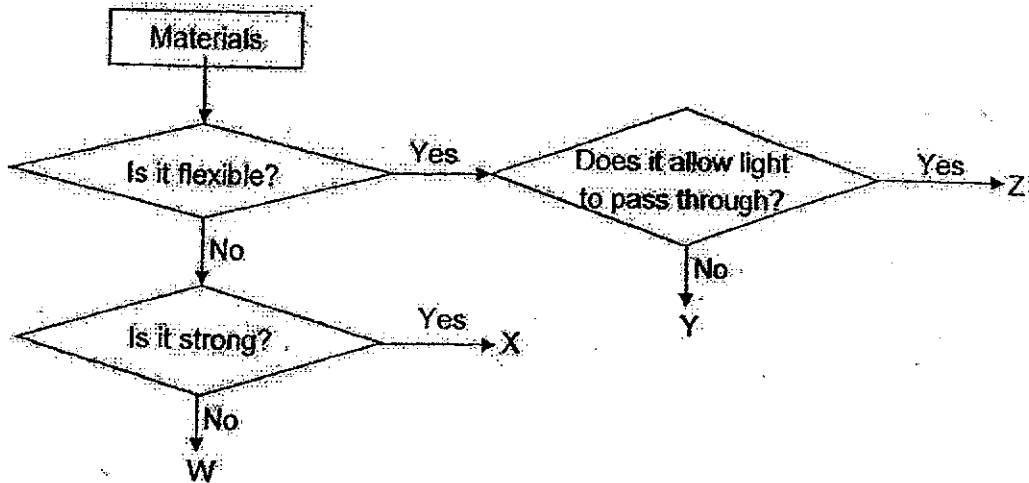 Materials
Is it flexible?
Yes
Does it allow light
to pass through?
Yes
Z
No
No
Y
Is it strong?
Yes
X
No
W